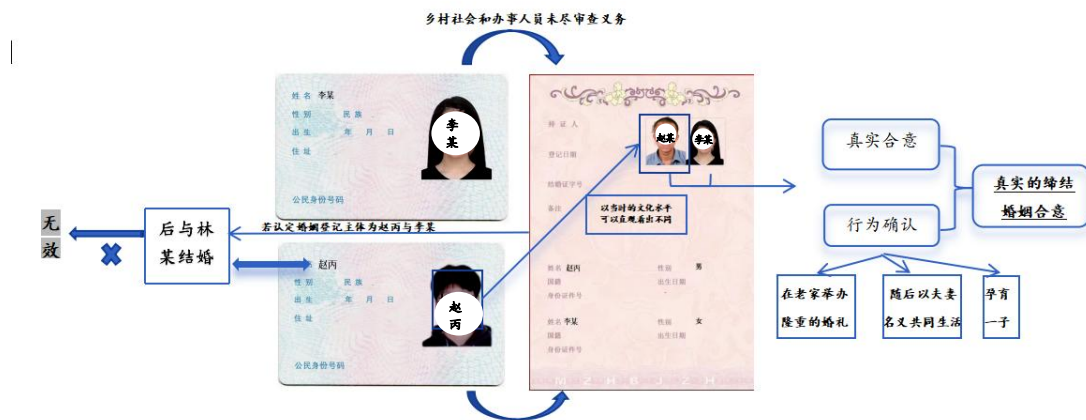 乡村社会和办事人员未尽审查义务
姓名 李某
性别 民族
出生 年 月 日
住址
公民身份号码
李
某
持证人
登记日期
结婚证字号
备注
赵某
李某
以当时的文化水平
可以直观看出不同
真实合意
行为确认
真实的缔结
婚姻合意
在老家举办
隆重的婚礼
随后以夫妻
名义共同生活
孕育
一子
无
效
后与林
某结婚
若认定婚姻登记主体为赵丙与李某
名 赵丙
性别 民族
出生 年 月 日
住址
公民身份号码
赵
丙
姓名 赵丙 性别 男
国籍 出生日期
身份证件号
姓名 李某 性别 女
国籍 出生日期
身份证件号
M Z H B J Z H